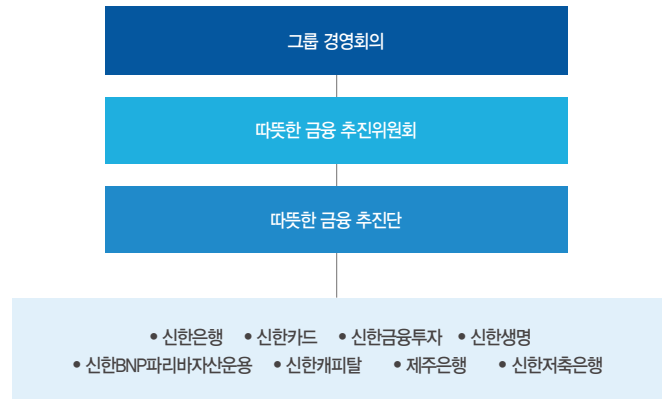 그룹 경영회의
따뜻한 금융 추진위원회
따뜻한 금융 추진단
• 신한은행 • 신한카드 • 신한금융투자 • 신한생명
• 신한BNP파리바자산운용 • 신한캐피탈 • 제주은행 • 신한저축은행